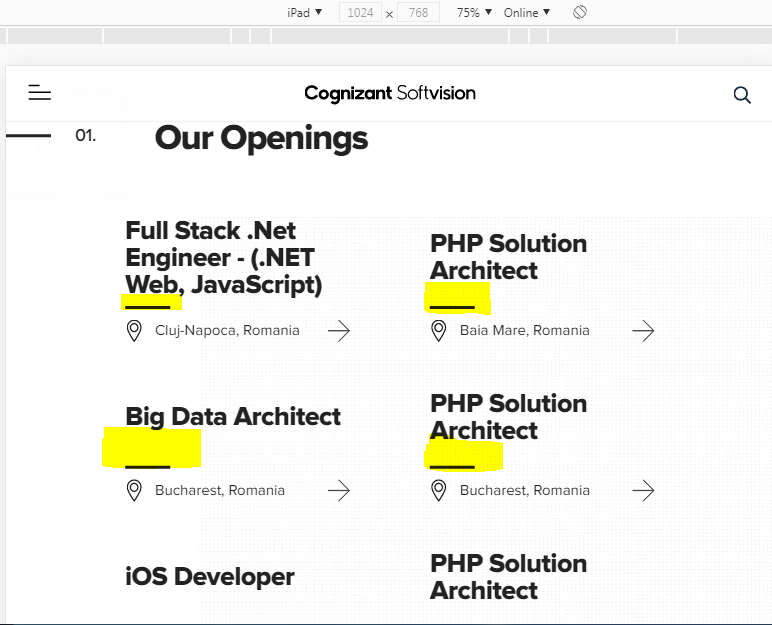 iPad ▼ 1024 x 768 75% ▼ Online ▼
Cognizant Softvision
01.
Our Openings
Full Stack .Net
Engineer - (.NET
Web, JavaScript)
Cluj-Napoca, Romania
PHP Solution
Architect
Baia Mare, Romania
Big Data Architect
Bucharest, Romania
PHP Solution
Architect
Bucharest, Romania
iOS Developer
PHP Solution
Architect